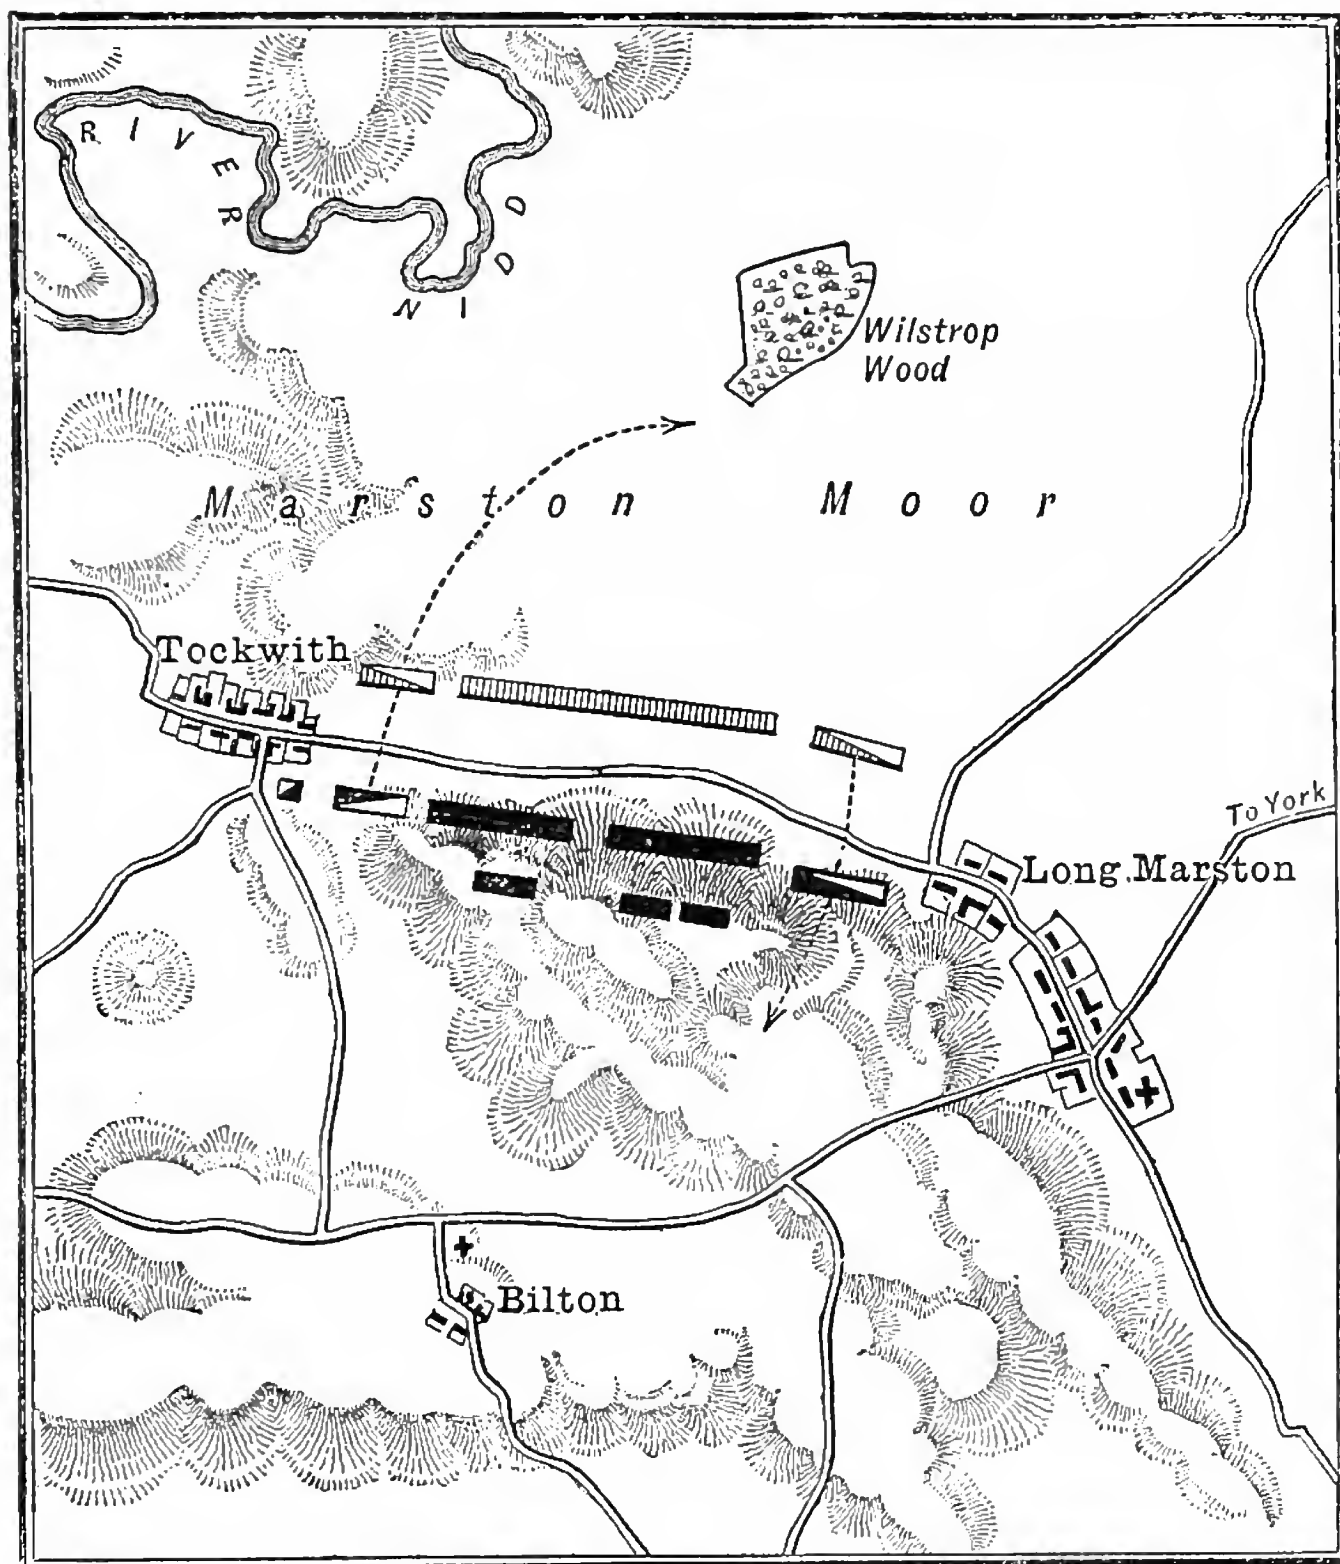 RIVER NIDD
Wilstrop
Wood
Marston Moor
Tockwith
To York
Long Marston
Bilton